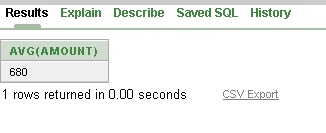 Results Explain Describe Saved SQL History
AVG(AMOUNT)
680
1 rows returned in 0.00 seconds CSV Export